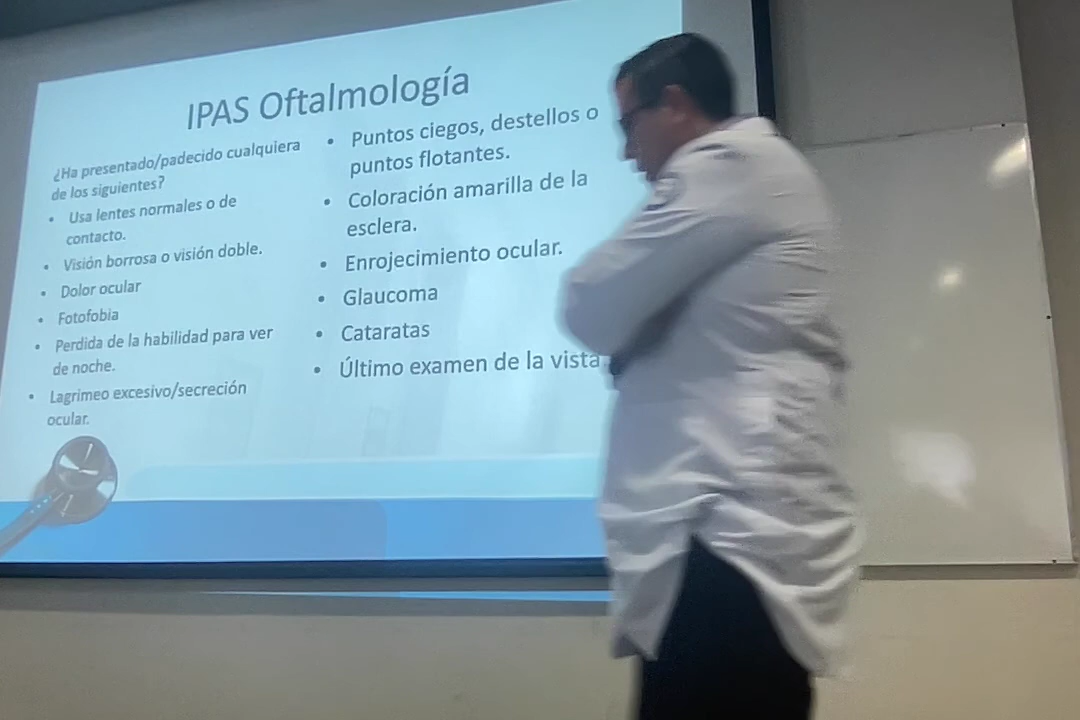 IPAS Oftalmología
¿Ha presentado/padecido cualquiera
de los siguientes?
• Usa lentes normales o de
contacto.
• Visión borrosa o visión doble.
• Dolor ocular
• Fotofobia
• Perdida de la habilidad para ver
de noche.
• Lagrimeo excesivo/secreción
ocular.
• Puntos ciegos, destellos o
puntos flotantes.
• Coloración amarilla de la
esclera.
• Enrojecimiento ocular.
• Glaucoma
• Cataratas
• Último examen de la vista